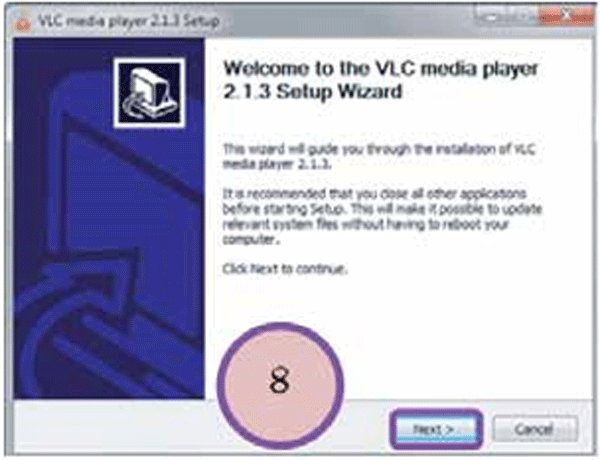 VLC media player 2.1.3 Setup
Welcome to the VLC media player
2.1.3 Setup Wizard
This wizard will guide you through the installation of VLC
media player 2.1.3.
It is recommended that you close all other applications
before starting Setup. This will make it possible to update
relevant system files without having to reboot your
computer.
Click Next to continue.
8
Next >
Cancel